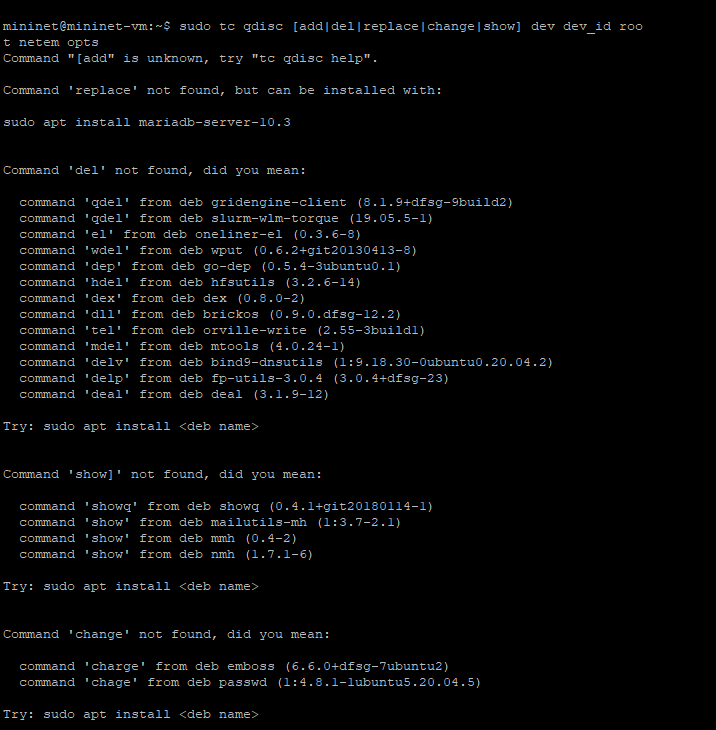 mininet@mininet-vm:~$ sudo tc qdisc [add|del|replace|change|show] dev dev_id roo
t netem opts
Command "[add" is unknown, try "tc qdisc help".
Command 'replace' not found, but can be installed with:
sudo apt install mariadb-server-10.3
Command 'del' not found, did you mean:
  command 'qdel' from deb gridengine-client (8.1.9+dfsg-9build2)
  command 'qdel' from deb slurm-wlm-torque (19.05.5-1)
  command 'el' from deb oneliner-el (0.3.6-8)
  command 'wdel' from deb wput (0.6.2+git20130413-8)
  command 'dep' from deb go-dep (0.5.4-3ubuntu0.1)
  command 'hdel' from deb hfsutils (3.2.6-14)
  command 'dex' from deb dex (0.8.0-2)
  command 'dll' from deb brickos (0.9.0.dfsg-12.2)
  command 'tel' from deb orville-write (2.55-3build1)
  command 'mdel' from deb mtools (4.0.24-1)
  command 'delv' from deb bind9-dnsutils (1:9.18.30-0ubuntu0.20.04.2)
  command 'delp' from deb fp-utils-3.0.4 (3.0.4+dfsg-23)
  command 'deal' from deb deal (3.1.9-12)
Try: sudo apt install <deb name>
Command 'show]' not found, did you mean:
  command 'showq' from deb showq (0.4.1+git20180114-1)
  command 'show' from deb mailutils-mh (1:3.7-2.1)
  command 'show' from deb mmh (0.4-2)
  command 'show' from deb nmh (1.7.1-6)
Try: sudo apt install <deb name>
Command 'change' not found, did you mean:
  command 'charge' from deb emboss (6.6.0+dfsg-7ubuntu2)
  command 'chage' from deb passwd (1:4.8.1-1ubuntu5.20.04.5)
Try: sudo apt install <deb name>